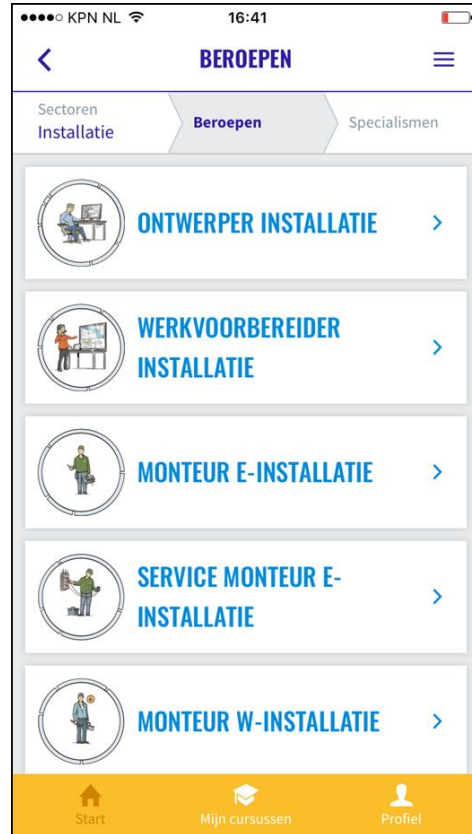 KPN NL 16:41
BEROEPEN
Sectoren
Installatie
Beroepen
Specialismen
ONTWERPER INSTALLATIE
WERKVOORBEREIDER
INSTALLATIE
MONTEUR E-INSTALLATIE
SERVICE MONTEUR E-
INSTALLATIE
MONTEUR W-INSTALLATIE
Start Mijn cursussen Profiel